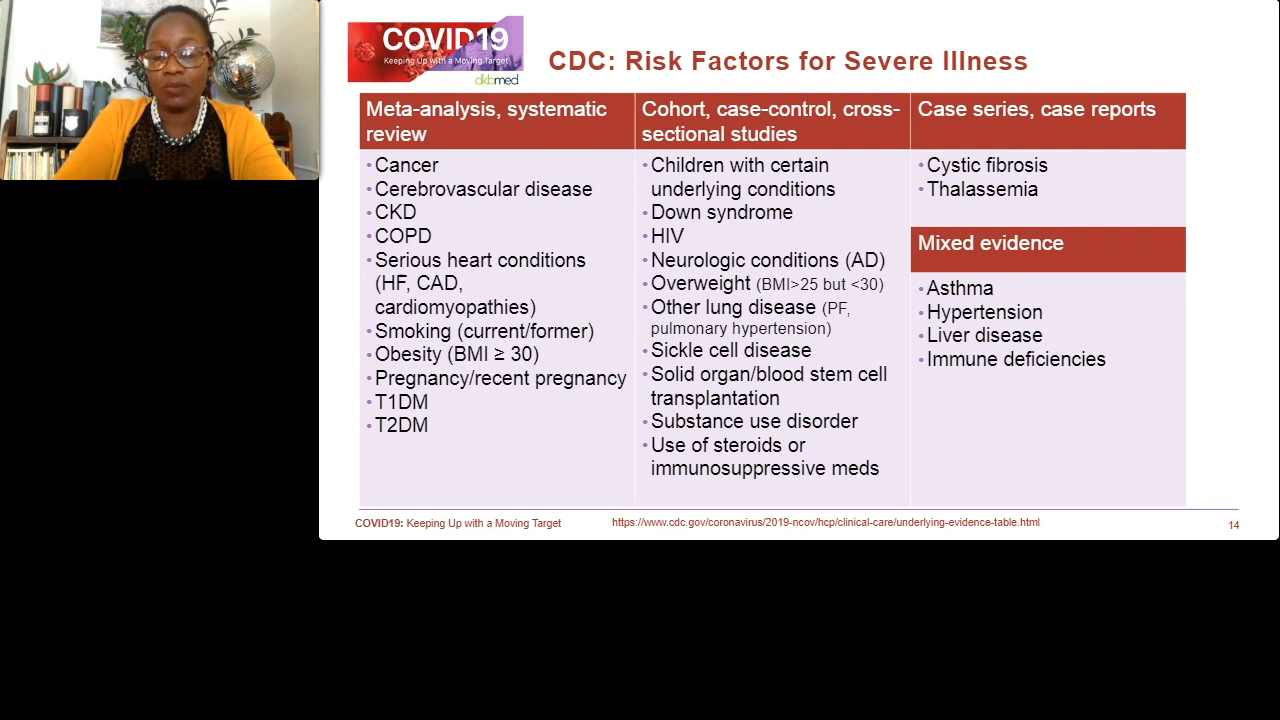 COVID19
Keeping Up with a Moving Target
dkbmed
CDC: Risk Factors for Severe Illness
Meta-analysis, systematic
review
•Cancer
•Cerebrovascular disease
•CKD
•COPD
•Serious heart conditions
(HF, CAD,
cardiomyopathies)
•Smoking (current/former)
•Obesity (BMI ≥ 30)
•Pregnancy/recent pregnancy
•T1DM
•T2DM
Cohort, case-control, cross-
sectional studies
•Children with certain
underlying conditions
•Down syndrome
•HIV
•Neurologic conditions (AD)
•Overweight (BMI>25 but <30)
•Other lung disease (PF,
pulmonary hypertension)
•Sickle cell disease
•Solid organ/blood stem cell
transplantation
•Substance use disorder
•Use of steroids or
immunosuppressive meds
Case series, case reports
•Cystic fibrosis
•Thalassemia
Mixed evidence
•Asthma
•Hypertension
•Liver disease
•Immune deficiencies
COVID19: Keeping Up with a Moving Target
https://www.cdc.gov/coronavirus/2019-ncov/hcp/clinical-care/underlying-evidence-table.html
14